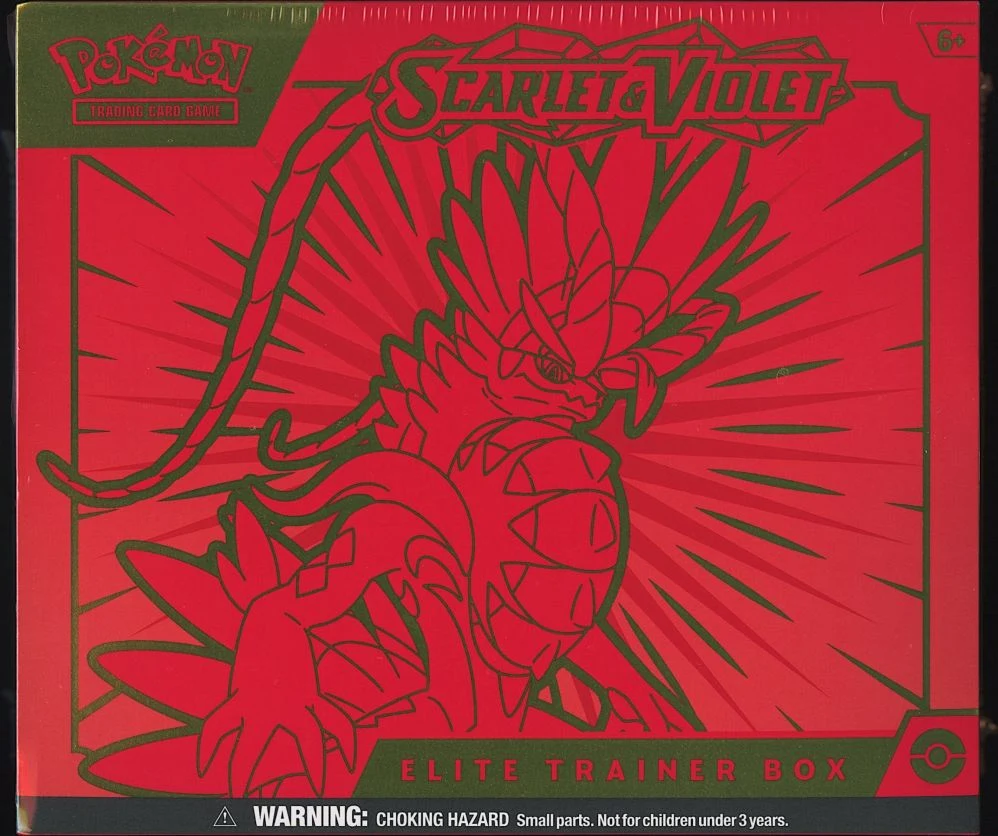 POKéMON
TRADING CARD GAME
SCARLET & VIOLET
6+
ELITE TRAINER BOX
WARNING: CHOKING HAZARD Small parts. Not for children under 3 years.